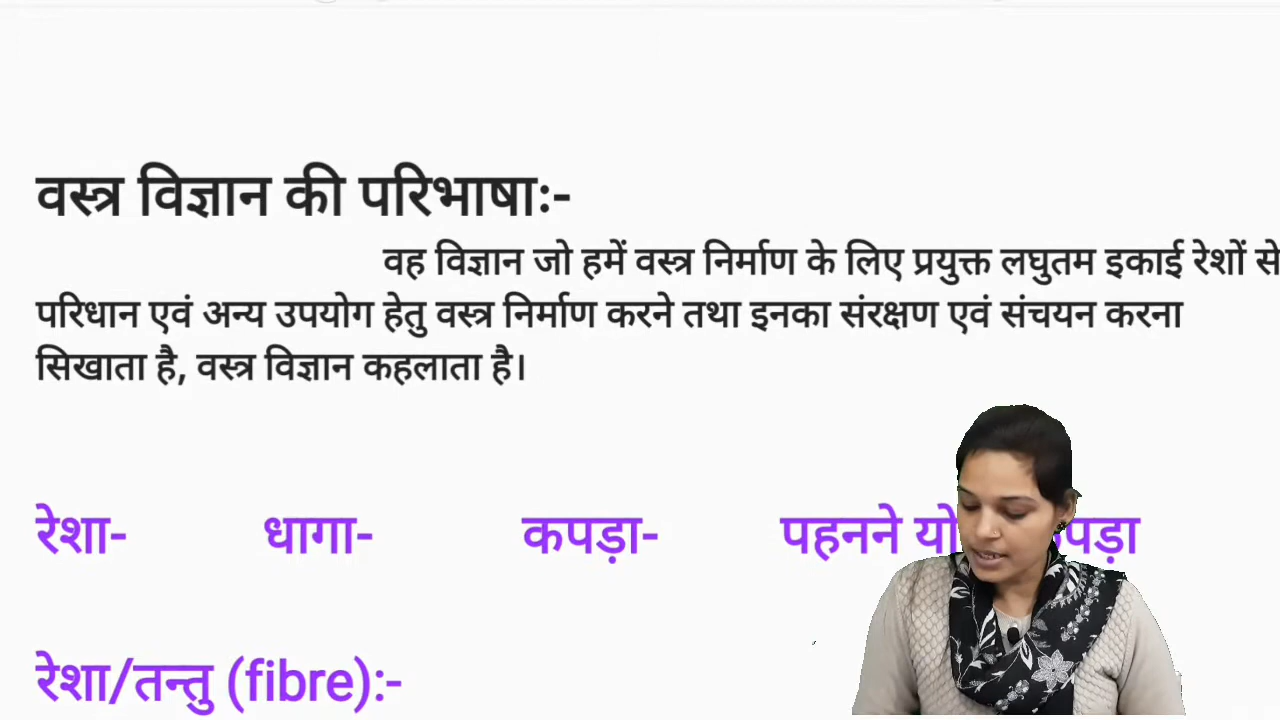 वस्त्र विज्ञान की परिभाषाः-
वह विज्ञान जो हमें वस्त्र निर्माण के लिए प्रयुक्त लघुतम इकाई रेशों से
परिधान एवं अन्य उपयोग हेतु वस्त्र निर्माण करने तथा इनका संरक्षण एवं संचयन करना
सिखाता है, वस्त्र विज्ञान कहलाता है।
रेशा- धागा- कपड़ा- पहनने
रेशा/तन्तु (fibre):-